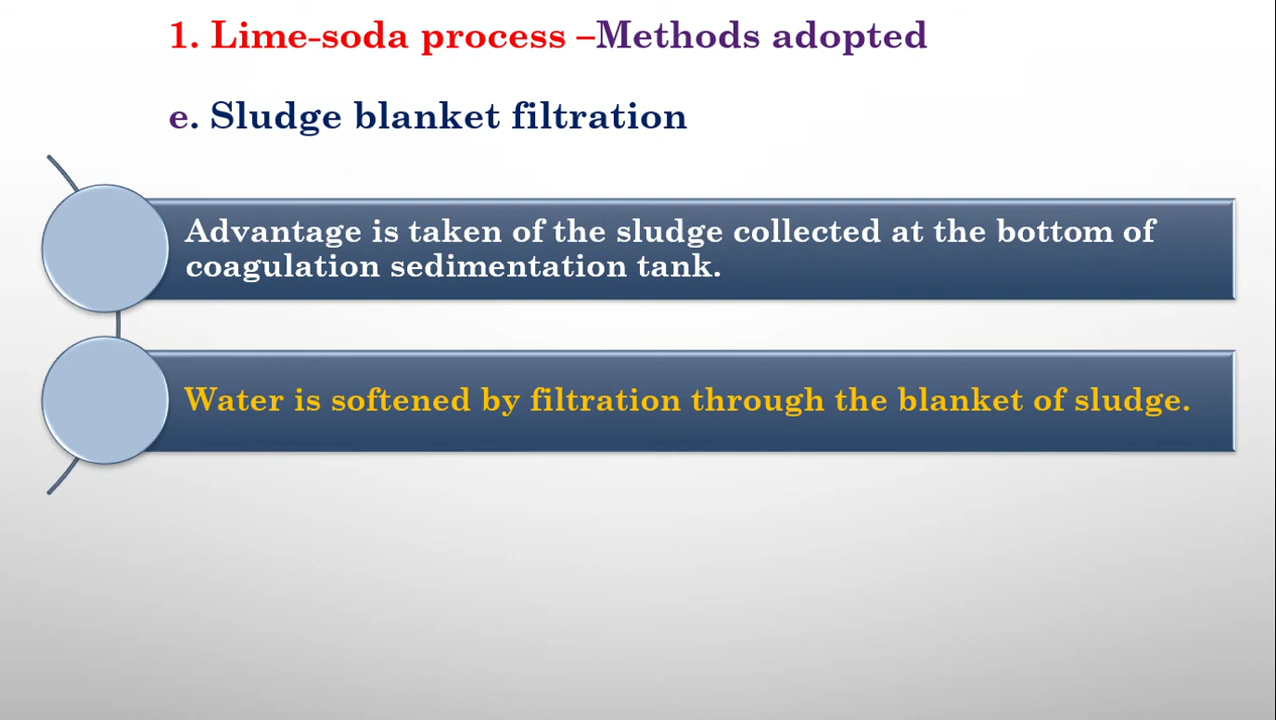 1. Lime-soda process –Methods adopted
e. Sludge blanket filtration
Advantage is taken of the sludge collected at the bottom of
coagulation sedimentation tank.
Water is softened by filtration through the blanket of sludge.